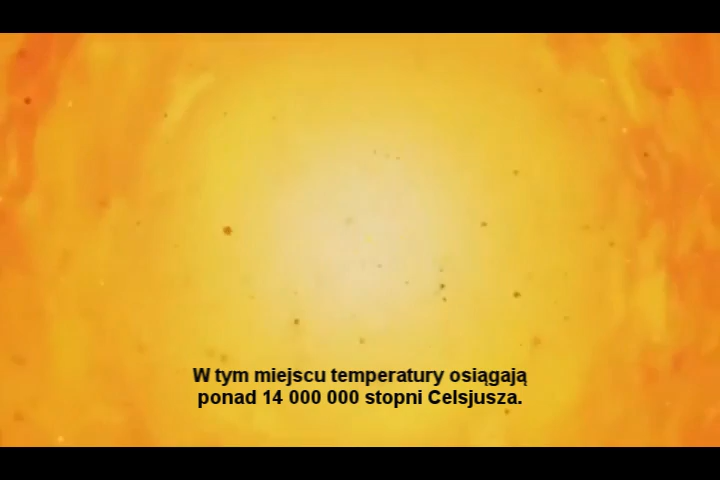 W tym miejscu temperatury osiągają
ponad 14 000 000 stopni Celsjusza.